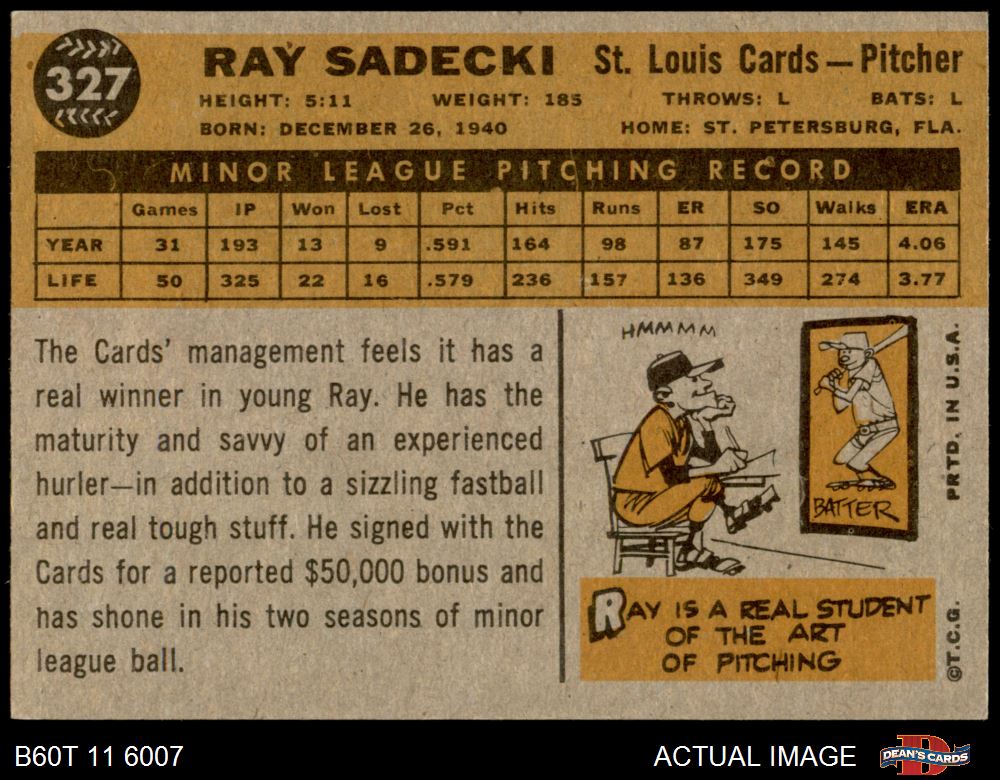 327
RAY SADECKI St. Louis Cards — Pitcher
HEIGHT: 5:11 WEIGHT: 185 THROWS: L BATS: L
BORN: DECEMBER 26, 1940 HOME: ST. PETERSBURG, FLA.
MINOR LEAGUE PITCHING RECORD
Games IP Won Lost Pct Hits Runs ER SO Walks ERA
YEAR 31 193 13 9 .591 164 98 87 175 145 4.06
LIFE 50 325 22 16 .579 236 157 136 349 274 3.77
The Cards' management feels it has a
real winner in young Ray. He has the
maturity and savvy of an experienced
hurler—in addition to a sizzling fastball
and real tough stuff. He signed with the
Cards for a reported $50,000 bonus and
has shone in his two seasons of minor
league ball.
HMMMMM
BATTER
RAY IS A REAL STUDENT
OF THE ART
OF PITCHING
PRTD. IN U.S.A.
©T.C.G.
B60T 11 6007
ACTUAL IMAGE
DEAN'S CARDS